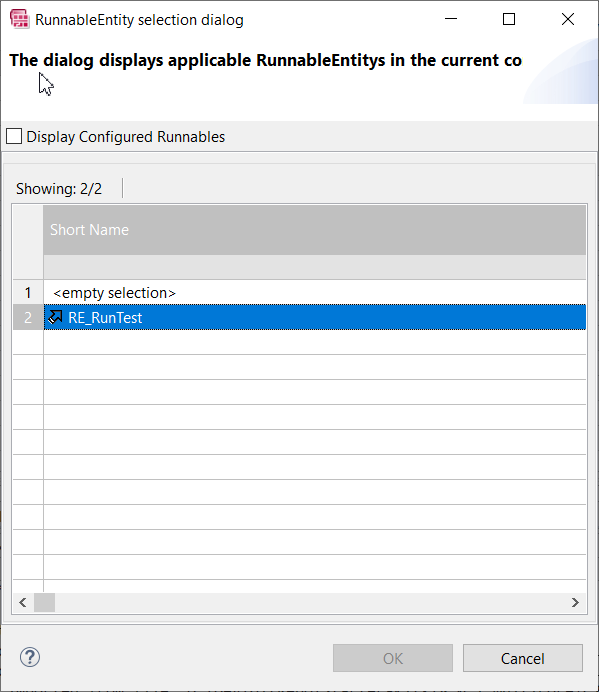 RunnableEntity selection dialog
The dialog displays applicable RunnableEntitys in the current co
Display Configured Runnables
Showing: 2/2
Short Name
1 <empty selection>
2 RE_RunTest
OK Cancel